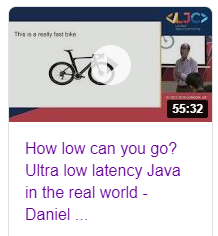 This is a really fast bike
LJC
55:32
How low can you go?
Ultra low latency Java
in the real world -
Daniel ...